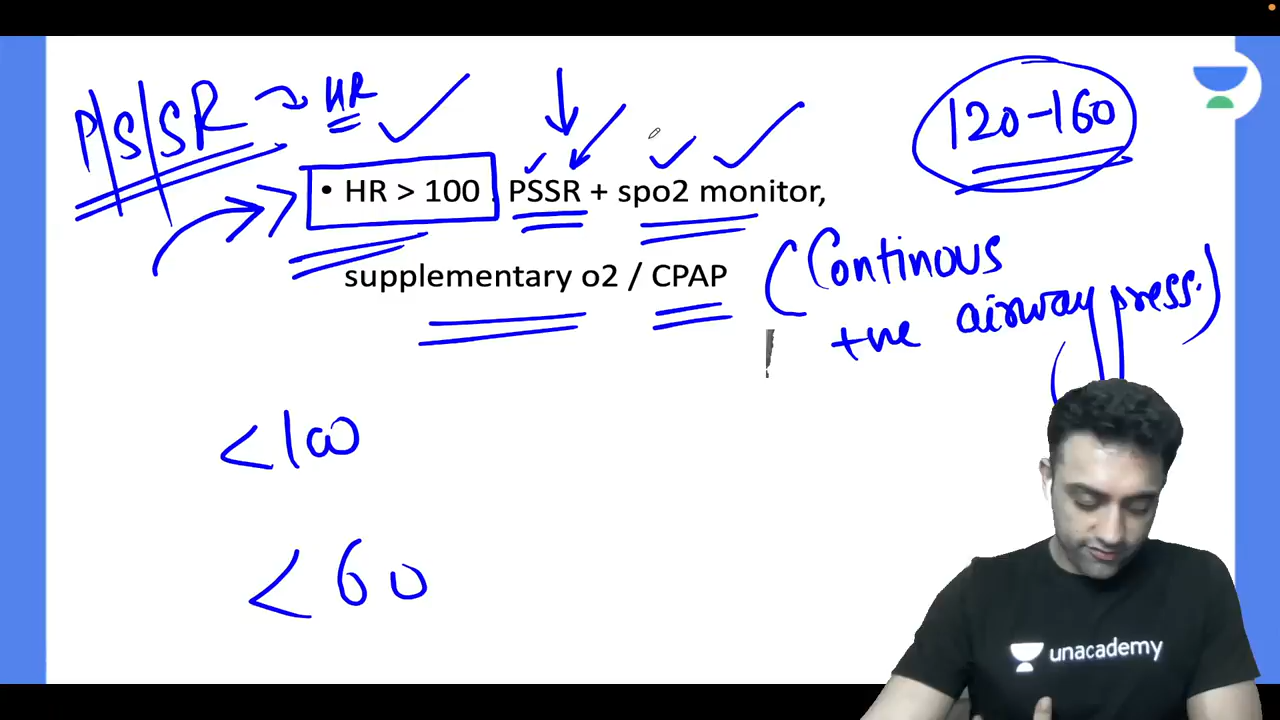 P/S/SR → HR
120-160
• HR > 100 PSSR + spo2 monitor,
supplementary o2 / CPAP
(Continous
+ve airway press.)
<100
<60
unacademy